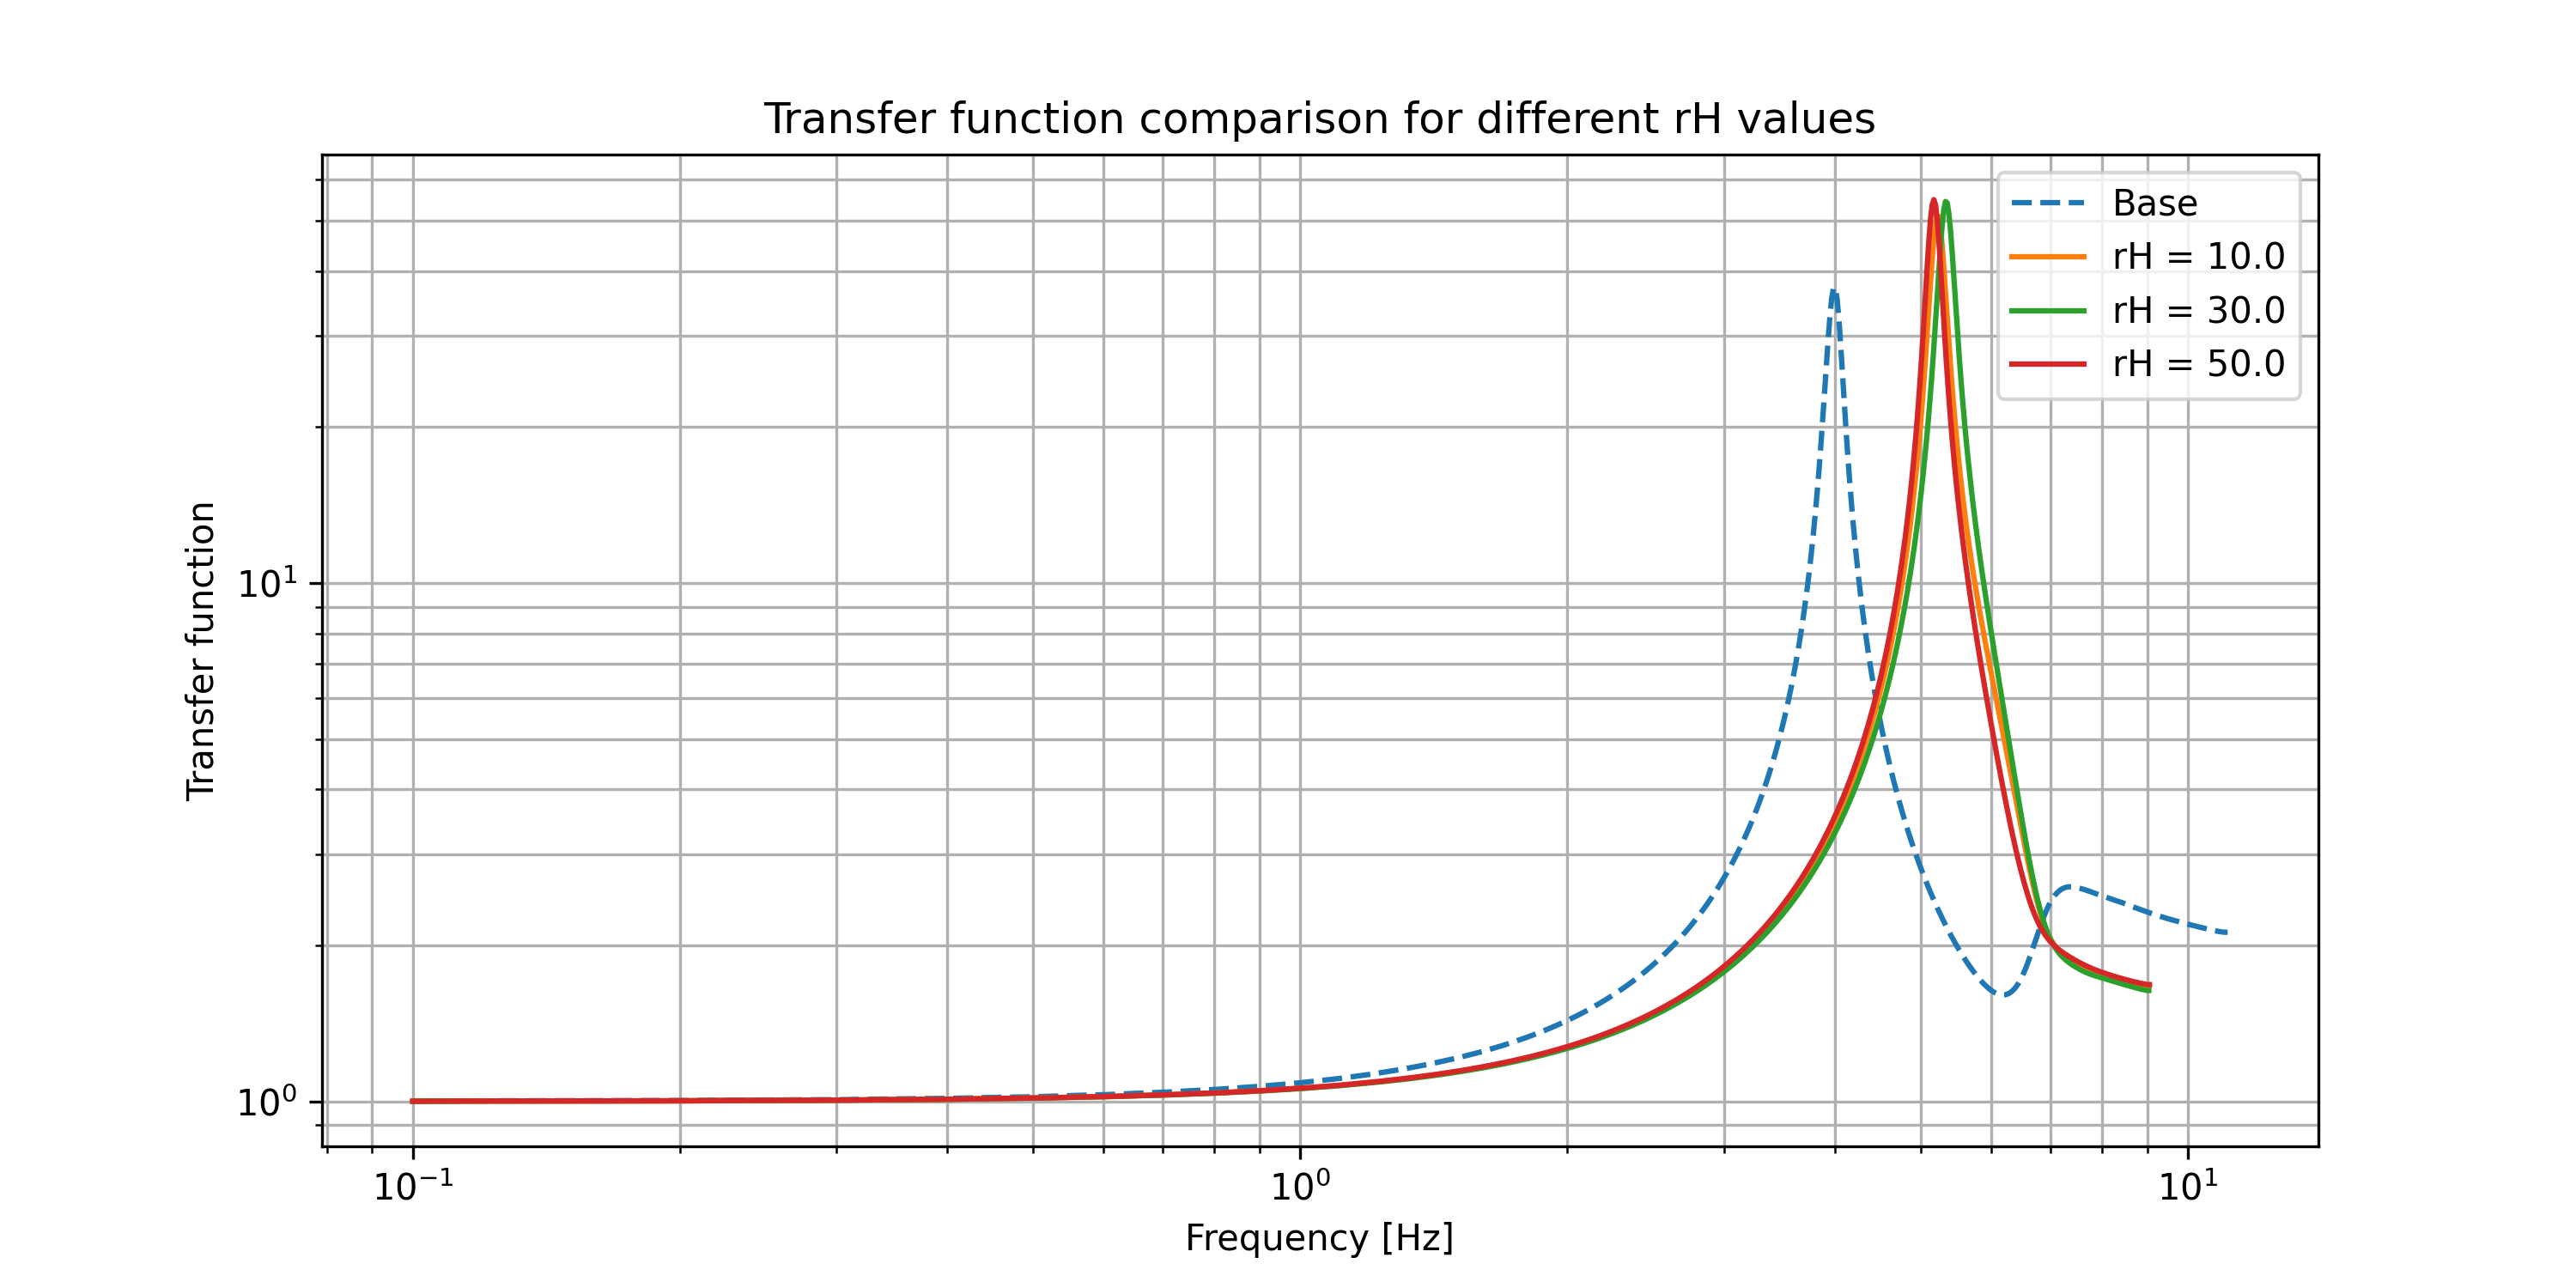 Transfer function comparison for different rH values
Base
rH = 10.0
rH = 30.0
rH = 50.0
Transfer function
10¹
10⁰
10⁻¹
10⁰
10¹
Frequency [Hz]